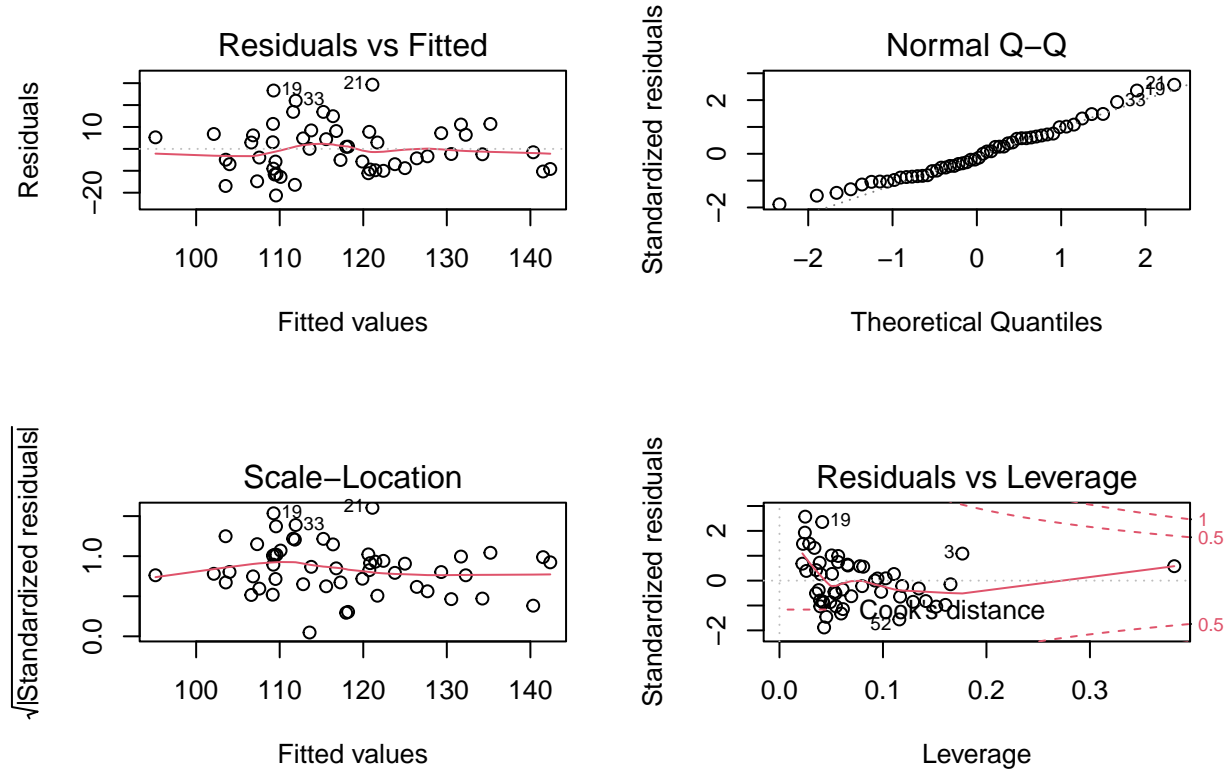 Residuals vs Fitted
Residuals
10
−20
19
33
21
100 110 120 130 140
Fitted values
Normal Q−Q
Standardized residuals
2
0
−2
21
19
33
−2 −1 0 1 2
Theoretical Quantiles
Scale−Location
√|Standardized residuals|
1.0
0.0
19
33
21
100 110 120 130 140
Fitted values
Residuals vs Leverage
Standardized residuals
2
0
−2
19
3
52
Cook's distance
1
0.5
0.5
0.0 0.1 0.2 0.3
Leverage